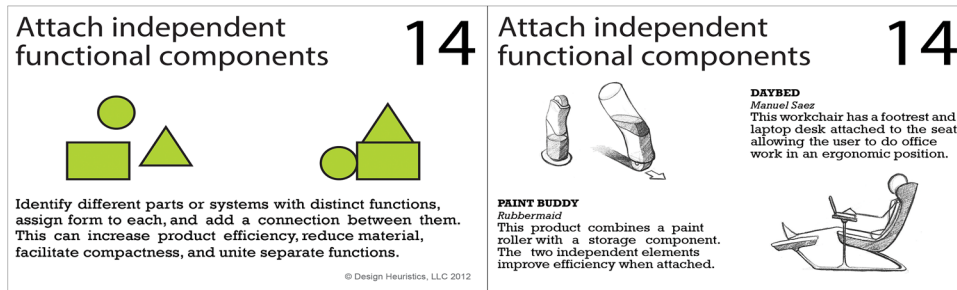 Attach independent
functional components
14
Identify different parts or systems with distinct functions,
assign form to each, and add a connection between them.
This can increase product efficiency, reduce material,
facilitate compactness, and unite separate functions.
© Design Heuristics, LLC 2012
Attach independent
functional components
14
PAINT BUDDY
Rubbermaid
This product combines a paint
roller with a storage component.
The two independent elements
improve efficiency when attached.
DAYBED
Manuel Saez
This workchair has a footrest and
laptop desk attached to the seat
allowing the user to do office
work in an ergonomic position.